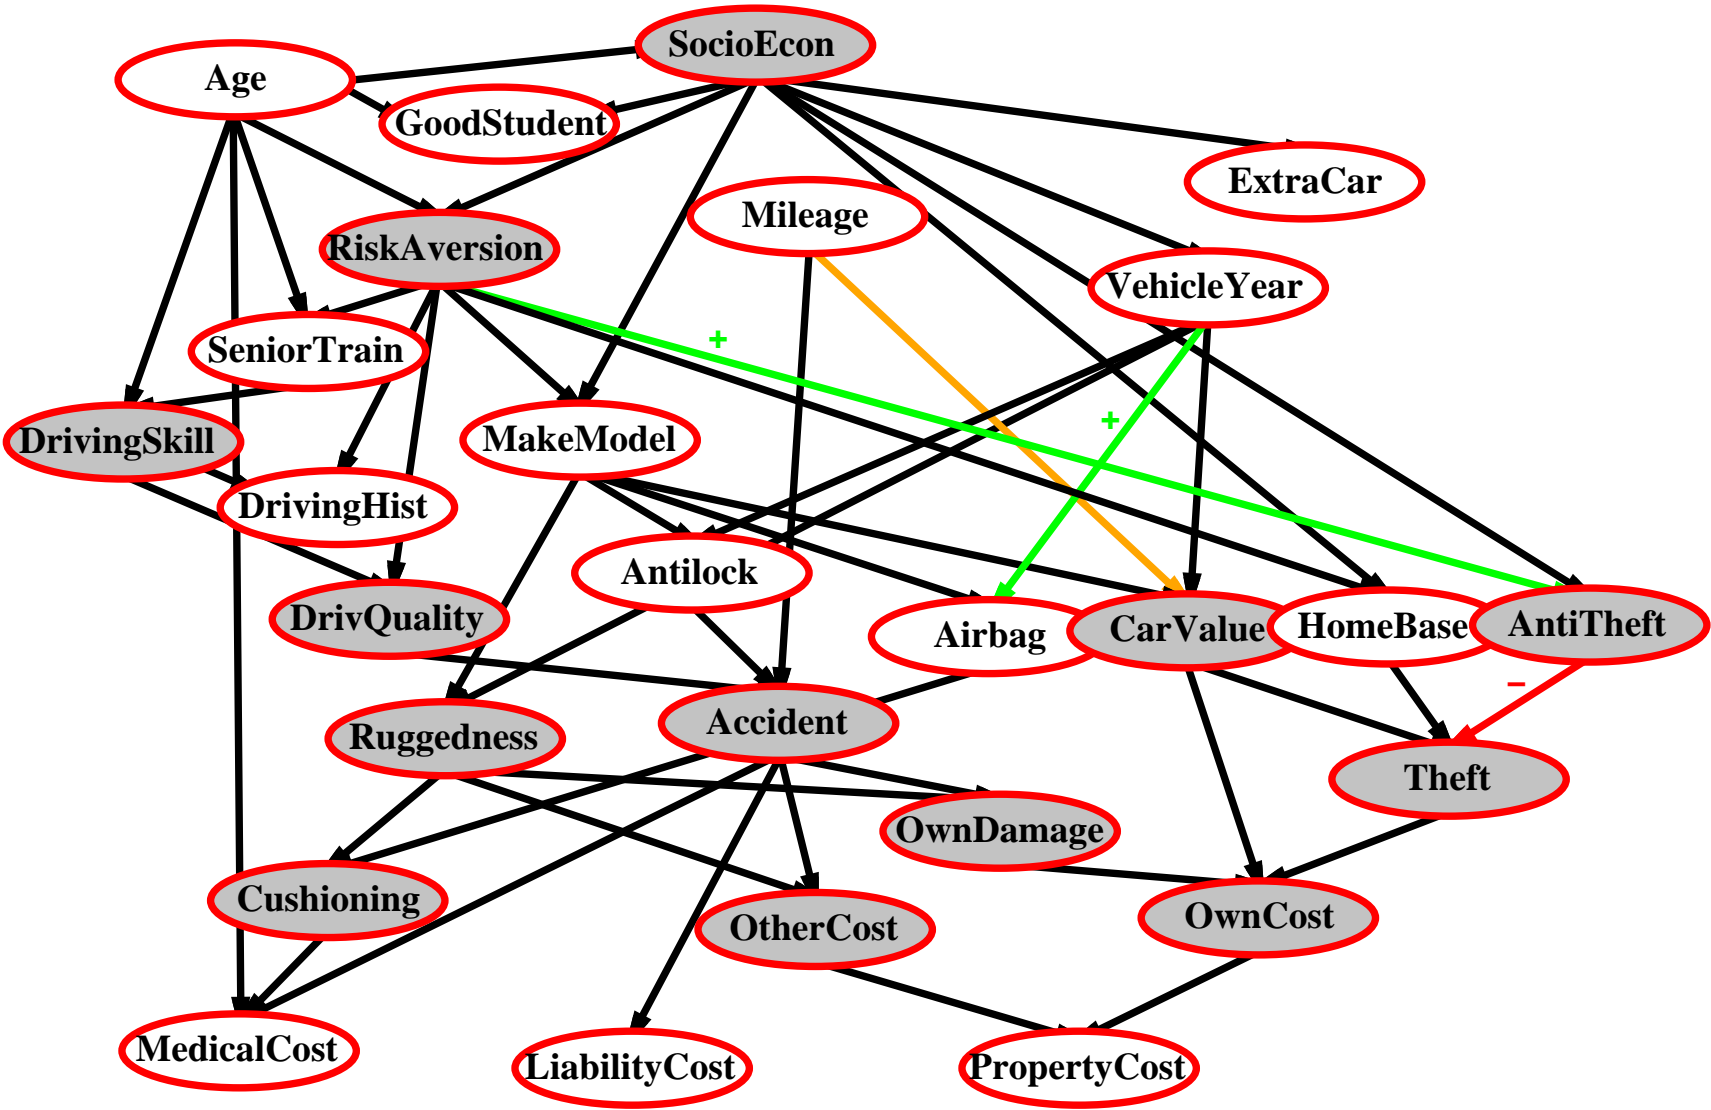 SocioEcon
Age
GoodStudent
ExtraCar
Mileage
RiskAversion
VehicleYear
+
SeniorTrain
+
DrivingSkill
MakeModel
DrivingHist
Antilock
DrivQuality
Airbag
CarValue
HomeBase
AntiTheft
−
Ruggedness
Accident
Theft
OwnDamage
Cushioning
OtherCost
OwnCost
MedicalCost
LiabilityCost
PropertyCost